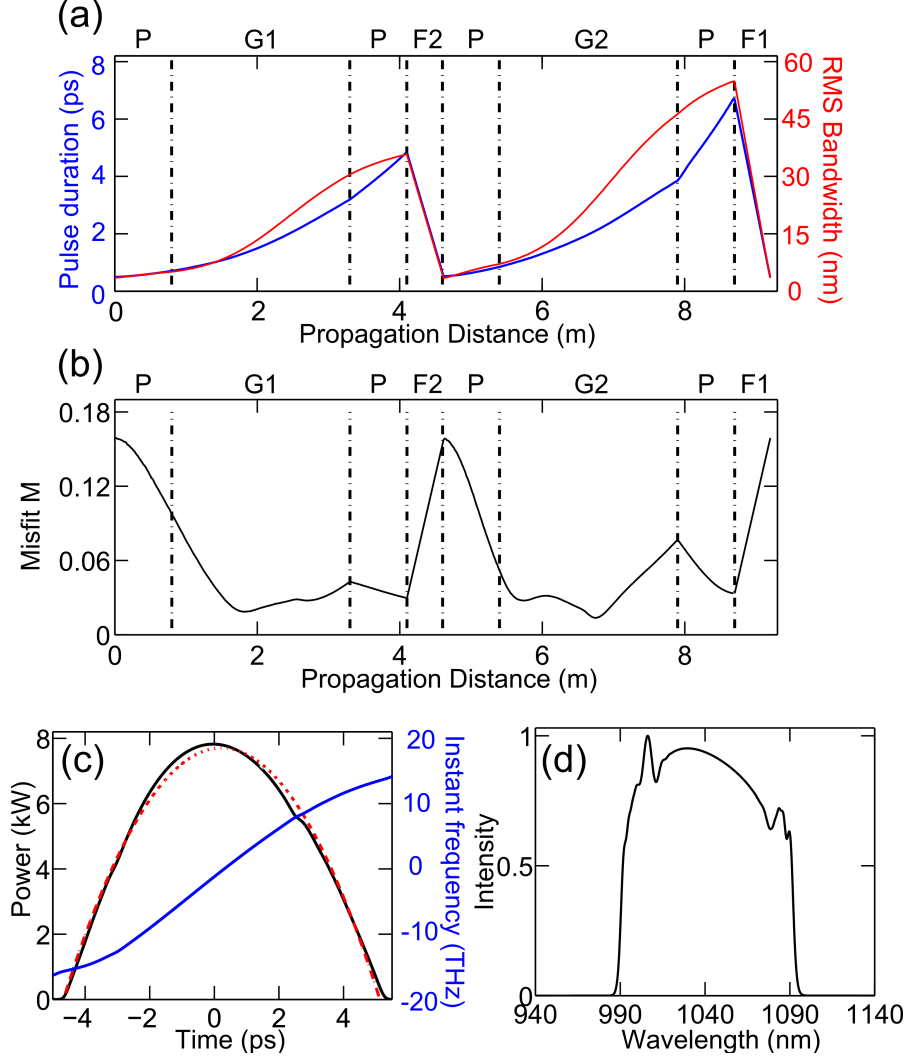 (a)
P G1 P F2 P G2 P F1
Pulse duration (ps)
8
6
4
2
0
RMS Bandwidth (nm)
60
45
30
15
0
0 2 4 6 8
Propagation Distance (m)
(b)
P G1 P F2 P G2 P F1
Misfit M
0.18
0.12
0.06
0
0 2 4 6 8
Propagation Distance (m)
(c)
Power (kW)
8
6
4
2
0
Instant frequency (THz)
20
10
0
-10
-20
−4 −2 0 2 4
Time (ps)
(d)
Intensity
1
0.5
0
940 990 1040 1090 1140
Wavelength (nm)